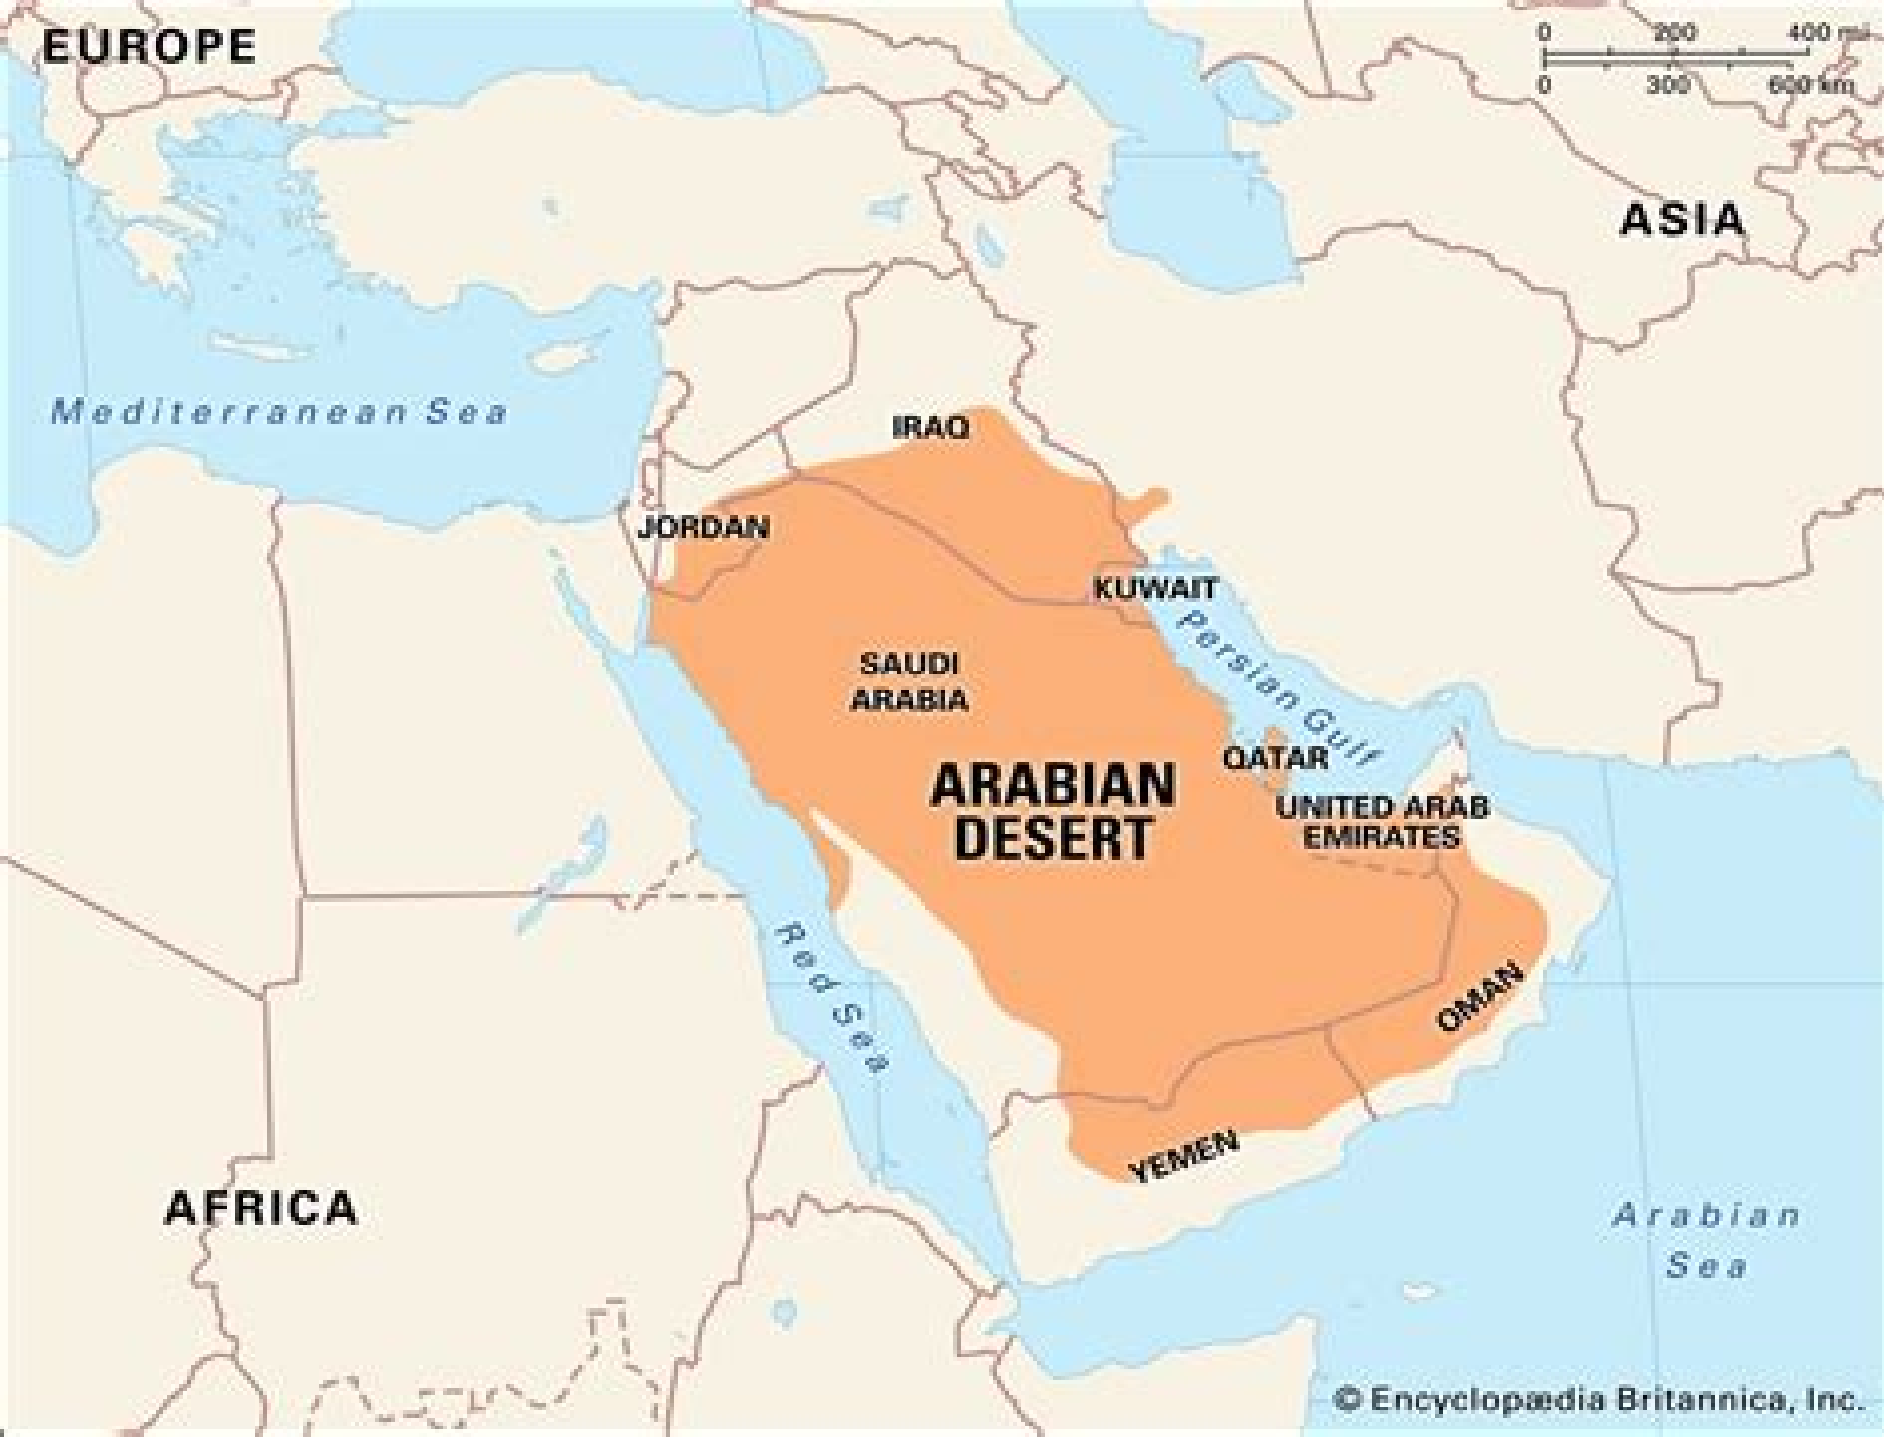 EUROPE
0 200 400 mi
0 300 600 km
ASIA
Mediterranean Sea
IRAQ
JORDAN
KUWAIT
Persian Gulf
SAUDI
ARABIA
QATAR
ARABIAN
DESERT
UNITED ARAB
EMIRATES
Red Sea
OMAN
YEMEN
AFRICA
Arabian
Sea
© Encyclopædia Britannica, Inc.